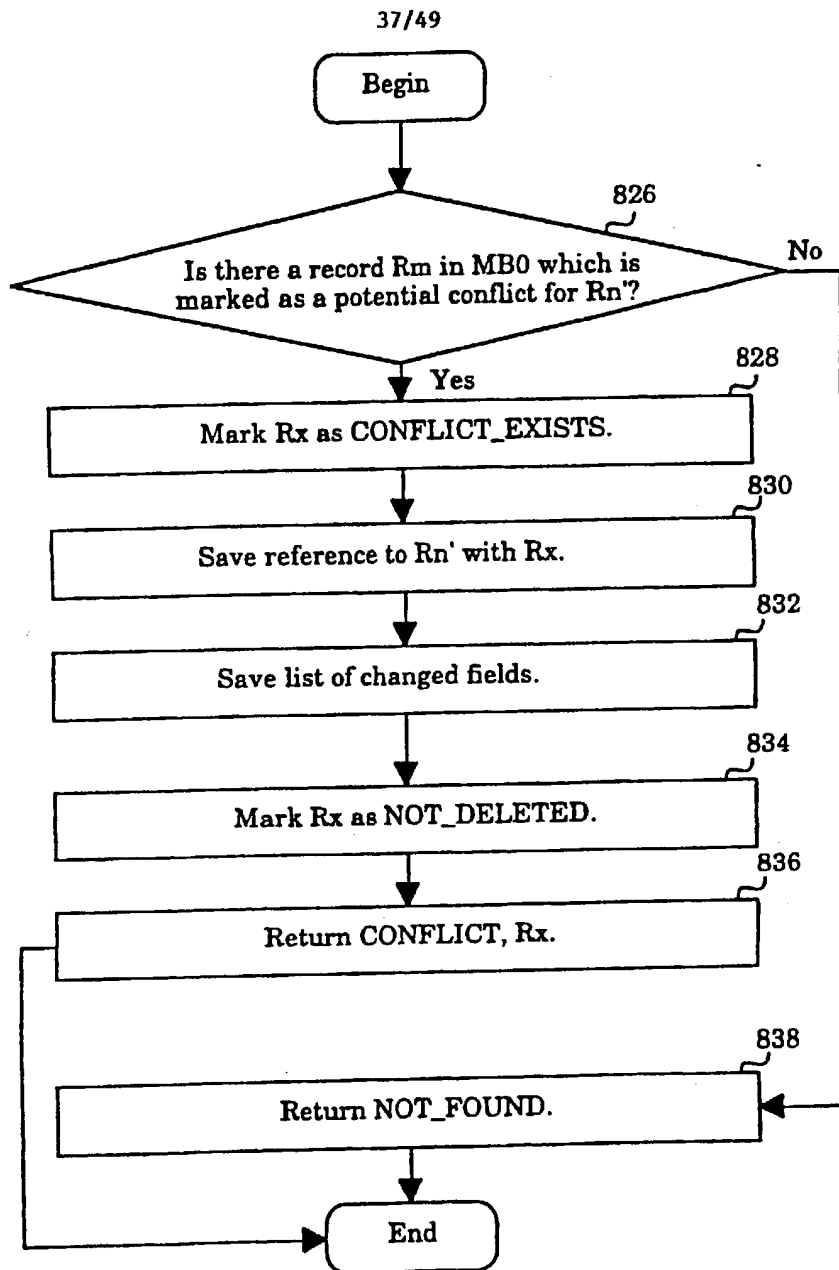 37/49
Begin
826
No
Is there a record Rm in MB0 which is
marked as a potential conflict for Rn'?
Yes
828
Mark Rx as CONFLICT_EXISTS.
830
Save reference to Rn' with Rx.
832
Save list of changed fields.
834
Mark Rx as NOT_DELETED.
836
Return CONFLICT, Rx.
838
Return NOT_FOUND.
End